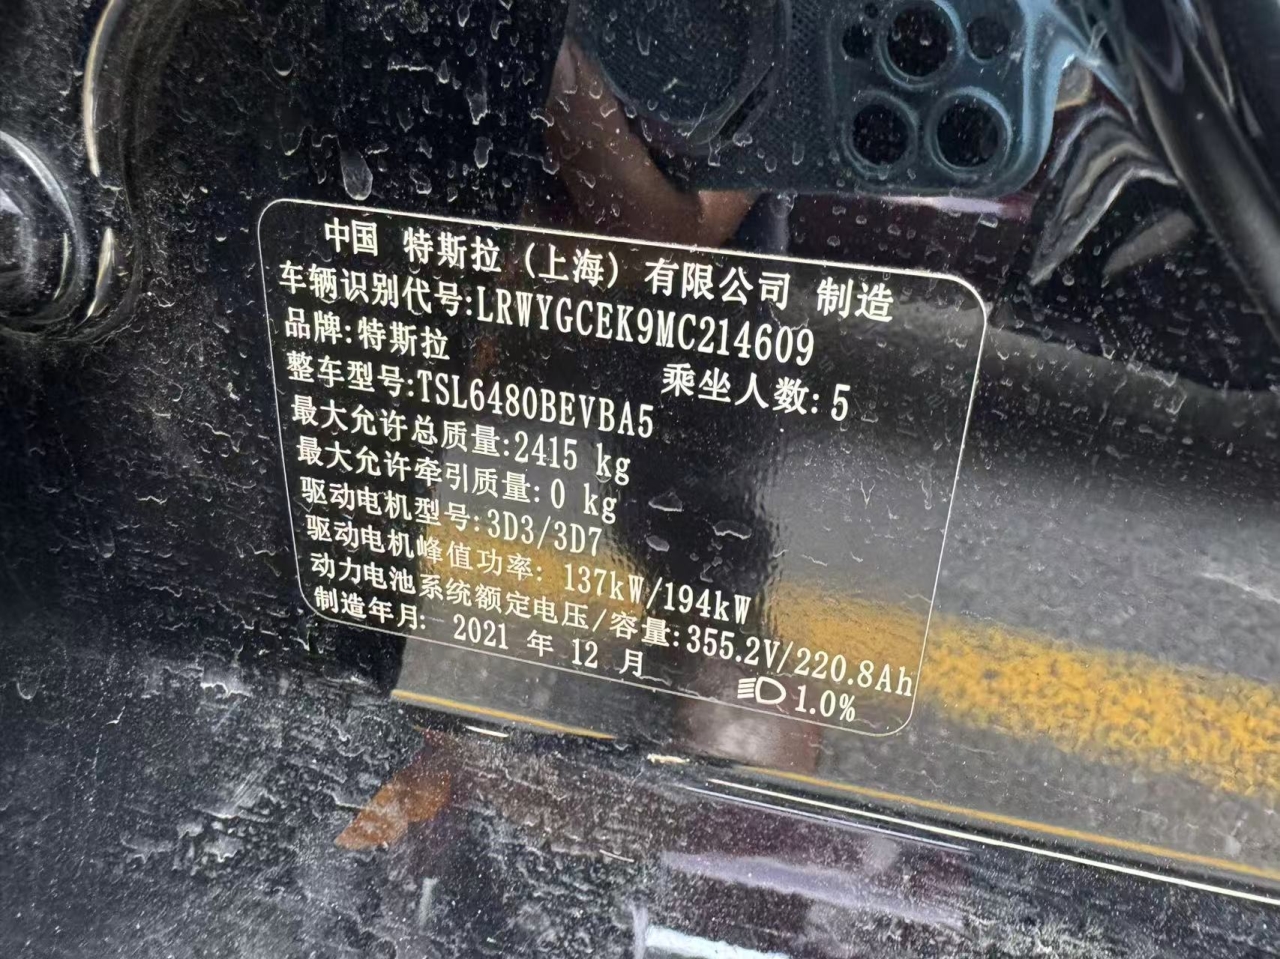 中国 特斯拉 (上海) 有限公司 制造
车辆识别代号:LRWYGCEK9MC214609
品牌:特斯拉 乘坐人数:5
整车型号:TSL6480BEVBA5
最大允许总质量:2415 kg
最大允许牵引质量:0 kg
驱动电机型号:3D3/3D7
驱动电机峰值功率: 137kW/194kW
动力电池系统额定电压/容量:355.2V/220.8Ah
制造年月: 2021 年 12 月 1.0%